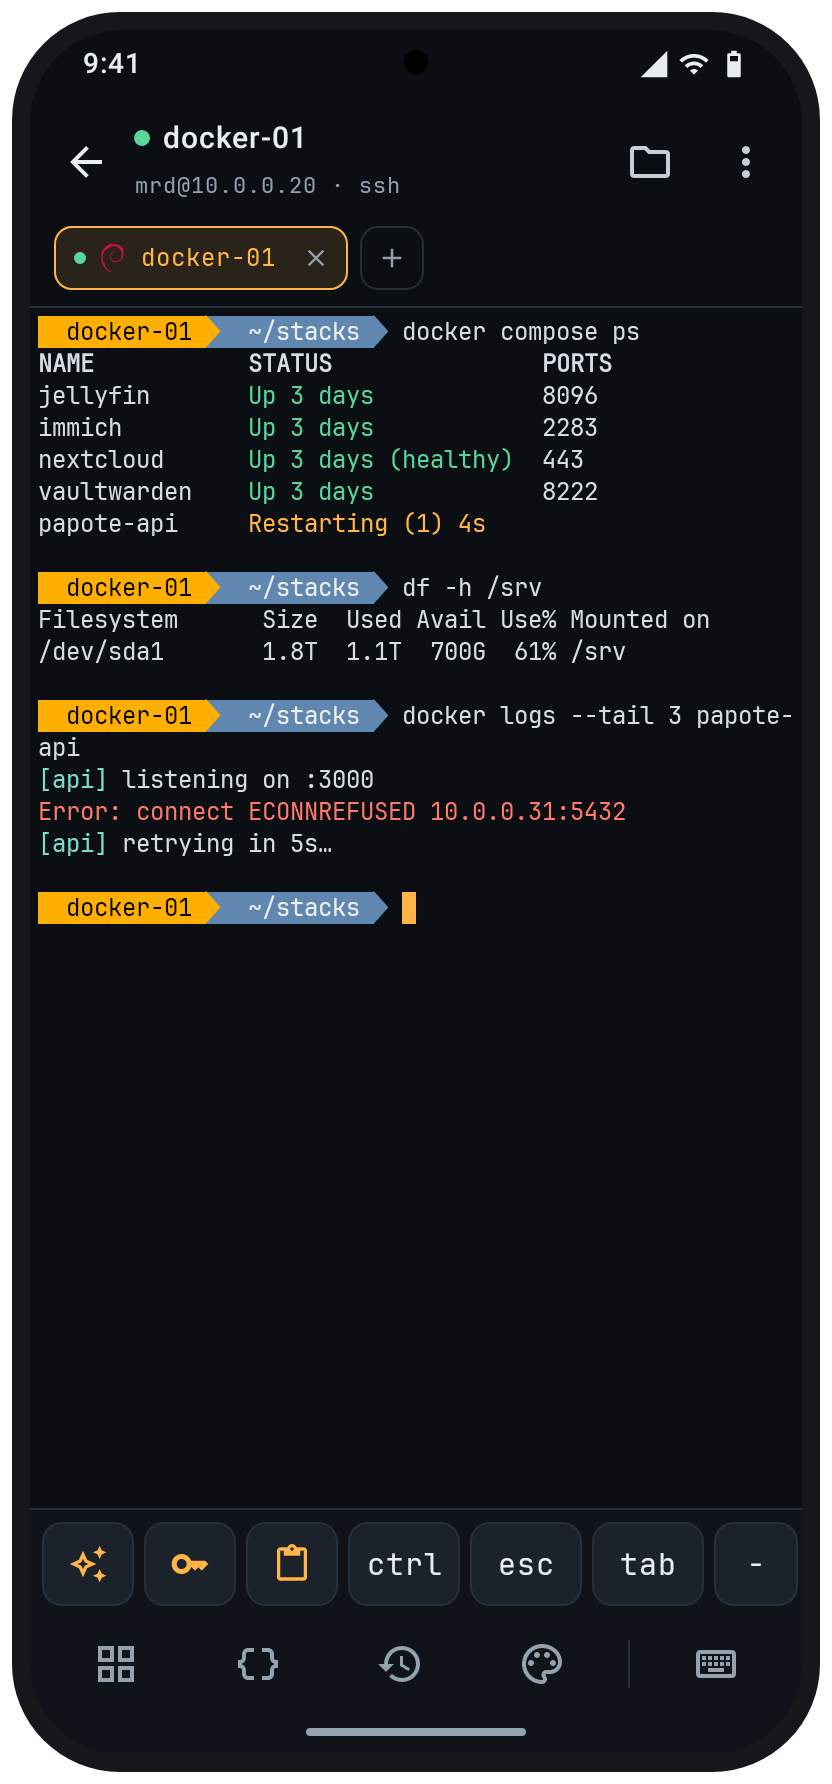 9:41
docker-01
mrd@10.0.0.20 · ssh
docker-01
docker-01 ~/stacks docker compose ps
NAME STATUS PORTS
jellyfin Up 3 days 8096
immich Up 3 days 2283
nextcloud Up 3 days (healthy) 443
vaultwarden Up 3 days 8222
papote-api Restarting (1) 4s
docker-01 ~/stacks df -h /srv
Filesystem Size Used Avail Use% Mounted on
/dev/sda1 1.8T 1.1T 700G 61% /srv
docker-01 ~/stacks docker logs --tail 3 papote-
api
[api] listening on :3000
Error: connect ECONNREFUSED 10.0.0.31:5432
[api] retrying in 5s…
docker-01 ~/stacks
ctrl esc tab -